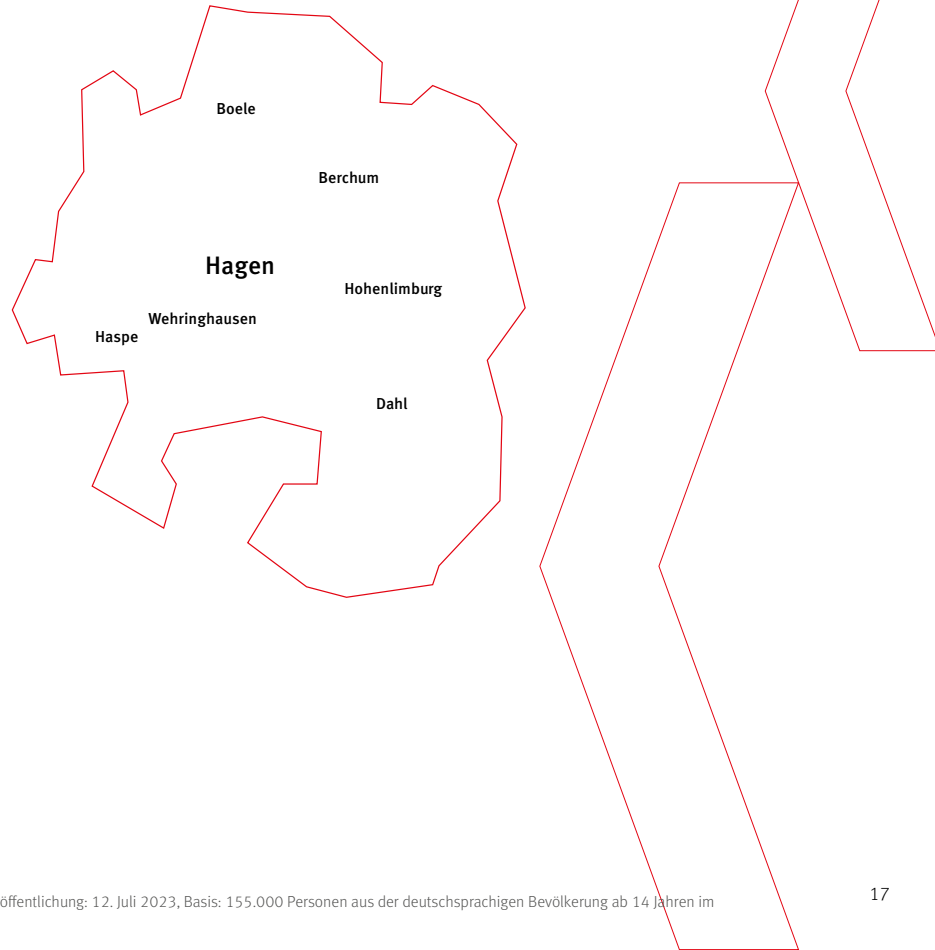 Boele
Berchum
Hagen
Hohenlimburg
Wehringhausen
Haspe
Dahl
öffentlichung: 12. Juli 2023, Basis: 155.000 Personen aus der deutschsprachigen Bevölkerung ab 14 Jahren im
17